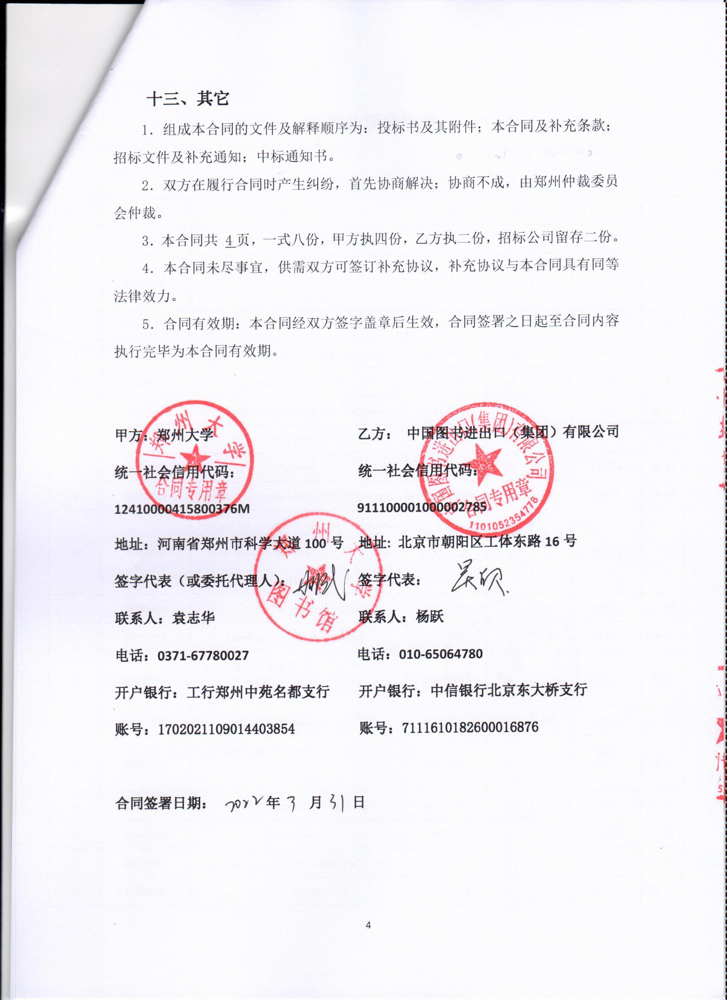 十三、其它
1. 组成本合同的文件及解释顺序为：投标书及其附件；本合同及补充条款；
招标文件及补充通知；中标通知书。
2. 双方在履行合同时产生纠纷，首先协商解决；协商不成，由郑州仲裁委员
会仲裁。
3. 本合同共 4 页，一式八份，甲方执四份，乙方执二份，招标公司留存二份。
4. 本合同未尽事宜，供需双方可签订补充协议，补充协议与本合同具有同等
法律效力。
5. 合同有效期：本合同经双方签字盖章后生效，合同签署之日起至合同内容
执行完毕为本合同有效期。
甲方：郑州大学
统一社会信用代码：
12410000415800376M
地址：河南省郑州市科学大道 100 号
签字代表（或委托代理人）：
联系人：袁志华
电话：0371-67780027
开户银行：工行郑州中苑名都支行
账号：1702021109014403854
郑州大学
合同专用章
郑州大学
图书馆
乙方： 中国图书进出口（集团）有限公司
统一社会信用代码：
911100001000002785
地址: 北京市朝阳区工体东路 16 号
签字代表：
联系人：杨跃
电话：010-65064780
开户银行：中信银行北京东大桥支行
账号：7111610182600016876
中国图书进出口(集团)有限公司
合同专用章
1101052354778
合同签署日期： 2022 年 3 月 31 日
4